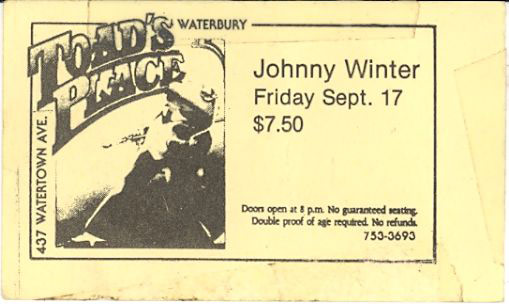 TOAD'S PLACE
WATERBURY
437 WATERTOWN AVE.
Johnny Winter
Friday Sept. 17
$7.50
Doors open at 8 p.m. No guaranteed seating.
Double proof of age required. No refunds.
753-3693